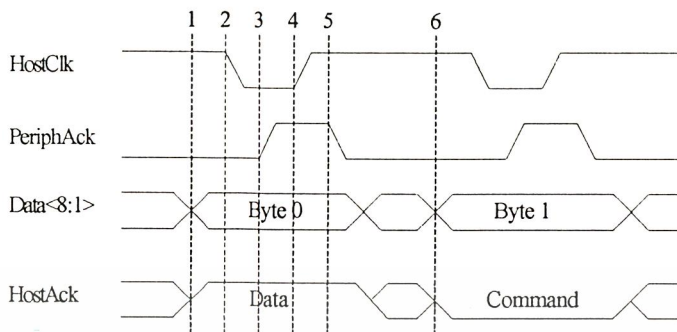 1 2 3 4 5 6
HostClk
PeriphAck
Data<8:1> Byte 0 Byte 1
HostAck Data Command